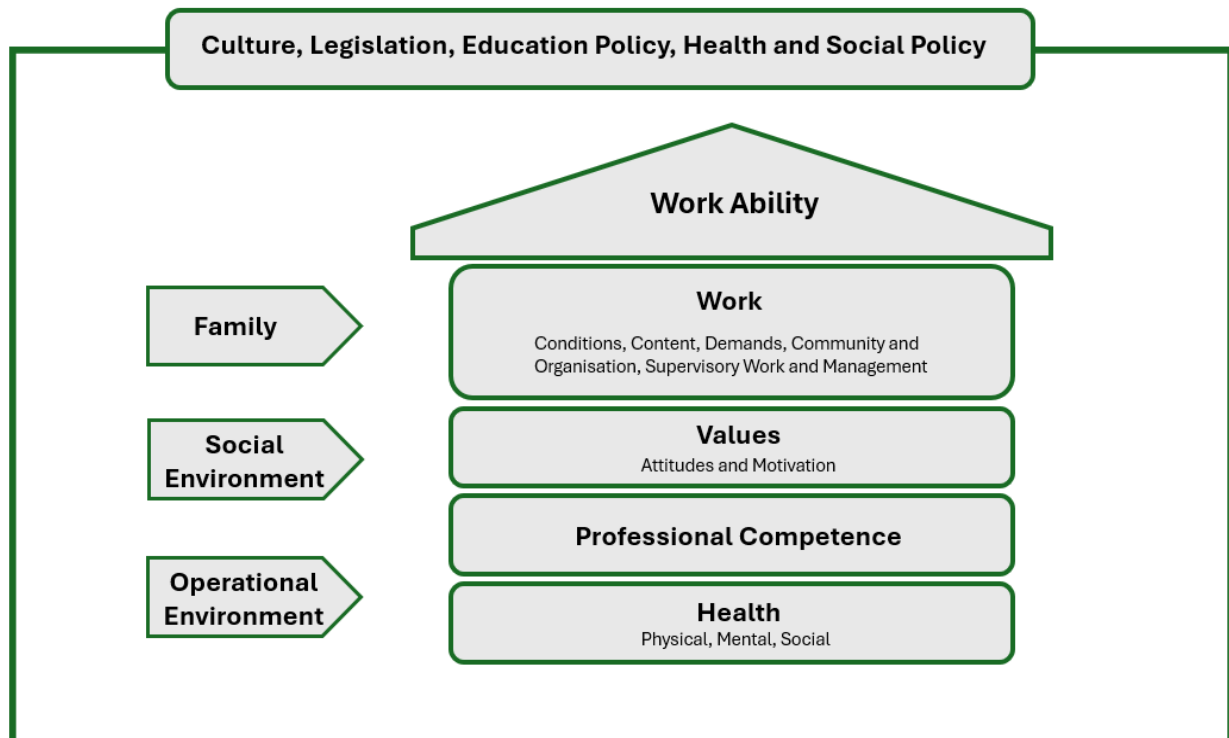 Culture, Legislation, Education Policy, Health and Social Policy
Work Ability
Family
Work
Conditions, Content, Demands, Community and
Organisation, Supervisory Work and Management
Social
Environment
Values
Attitudes and Motivation
Professional Competence
Operational
Environment
Health
Physical, Mental, Social